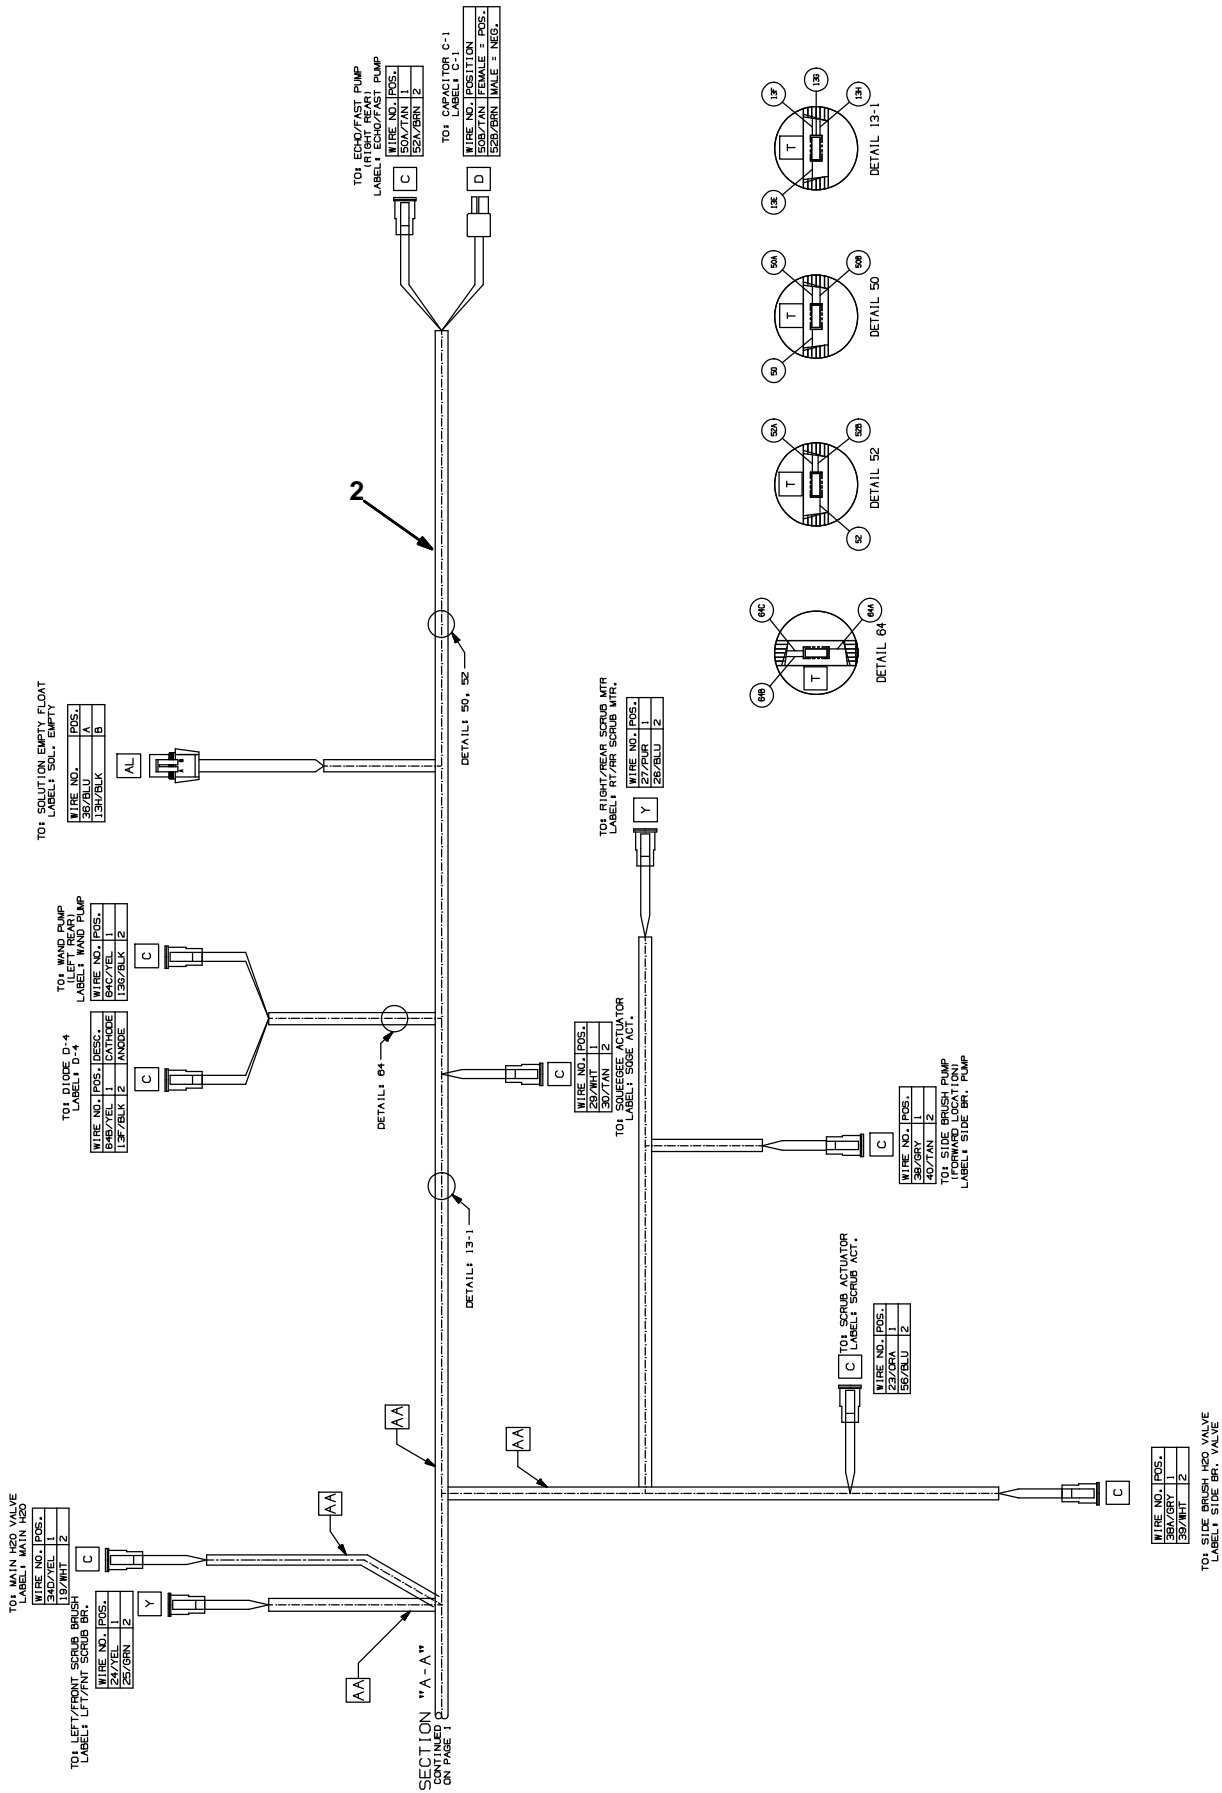 TO: ECHO/FAST PUMP
(RIGHT REAR)
LABEL: ECHO/FAST PUMP
WIRE NO. POS.
50A/TAN 1
52A/BRN 2
C
TO: CAPACITOR C-1
LABEL: C-1
WIRE NO. POSITION
50B/TAN FEMALE = POS.
52B/BRN MALE = NEG.
D
2
TO: SOLUTION EMPTY FLOAT
LABEL: SOL. EMPTY
WIRE NO. POS.
36/BLU A
13H/BLK B
AL
DETAIL: 50, 52
TO: WAND PUMP
(LEFT REAR)
LABEL: WAND PUMP
WIRE NO. POS.
64C/YEL 1
13G/BLK 2
C
TO: DIODE D-4
LABEL: D-4
WIRE NO. POS. DESC.
64B/YEL 1 CATHODE
13F/BLK 2 ANODE
C
DETAIL: 64
C
WIRE NO. POS.
29/WHT 1
30/TAN 2
TO: SQUEEGEE ACTUATOR
LABEL: SQGE ACT.
DETAIL: 13-1
TO: RIGHT/REAR SCRUB MTR
LABEL: RT/RR SCRUB MTR.
WIRE NO. POS.
27/PUR 1
26/BLU 2
Y
C
WIRE NO. POS.
38/GRY 1
40/TAN 2
TO: SIDE BRUSH PUMP
(FORWARD LOCATION)
LABEL: SIDE BR. PUMP
TO: SCRUB ACTUATOR
LABEL: SCRUB ACT.
C
WIRE NO. POS.
23/ORA 1
56/BLU 2
C
WIRE NO. POS.
38A/GRY 1
39/WHT 2
TO: SIDE BRUSH H2O VALVE
LABEL: SIDE BR. VALVE
AA
AA
AA
AA
TO: MAIN H2O VALVE
LABEL: MAIN H2O
WIRE NO. POS.
34D/YEL 1
19/WHT 2
C
TO: LEFT/FRONT SCRUB BRUSH
LABEL: LFT/FNT SCRUB BR.
WIRE NO. POS.
24/YEL 1
25/GRN 2
Y
SECTION "A-A"
CONTINUED
ON PAGE 1
13E
13F
13G
13H
T
DETAIL 13-1
50
50A
50B
T
DETAIL 50
52
52A
52B
T
DETAIL 52
64B
64C
64A
T
DETAIL 64